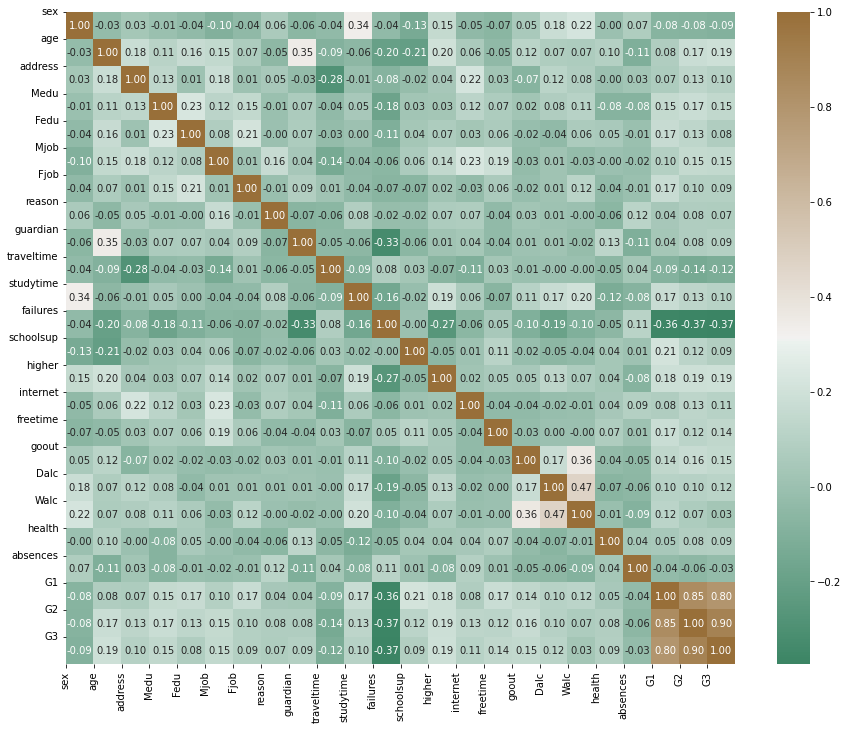 sex
1.00 -0.03 0.03 -0.01 -0.04 -0.10 -0.04 0.06 -0.06 -0.04 0.34 -0.04 -0.13 0.15 -0.05 -0.07 0.05 0.18 0.22 -0.00 0.07 -0.08 -0.08 -0.09
age
-0.03 1.00 0.18 0.11 0.16 0.15 0.07 -0.05 0.35 -0.09 -0.06 -0.20 -0.21 0.20 0.06 -0.05 0.12 0.07 0.07 0.10 -0.11 0.08 0.17 0.19
address
0.03 0.18 1.00 0.13 0.01 0.18 0.01 0.05 -0.03 -0.28 -0.01 -0.08 -0.02 0.04 0.22 0.03 -0.07 0.12 0.08 -0.00 0.03 0.07 0.13 0.10
Medu
-0.01 0.11 0.13 1.00 0.23 0.12 0.15 -0.01 0.07 -0.04 0.05 -0.18 0.03 0.03 0.12 0.07 0.02 0.08 0.11 -0.08 -0.08 0.15 0.17 0.15
Fedu
-0.04 0.16 0.01 0.23 1.00 0.08 0.21 -0.00 0.07 -0.03 0.00 -0.11 0.04 0.07 0.03 0.06 -0.02 -0.04 0.06 0.05 -0.01 0.17 0.13 0.08
Mjob
-0.10 0.15 0.18 0.12 0.08 1.00 0.01 0.16 0.04 -0.14 -0.04 -0.06 0.06 0.14 0.23 0.19 -0.03 0.01 -0.03 -0.00 -0.02 0.10 0.15 0.15
Fjob
-0.04 0.07 0.01 0.15 0.21 0.01 1.00 -0.01 0.09 0.01 -0.04 -0.07 -0.07 0.02 -0.03 0.06 -0.02 0.01 0.12 -0.04 -0.01 0.17 0.10 0.09
reason
0.06 -0.05 0.05 -0.01 -0.00 0.16 -0.01 1.00 -0.07 -0.06 0.08 -0.02 -0.02 0.07 0.07 -0.04 0.03 0.01 -0.00 -0.06 0.12 0.04 0.08 0.07
guardian
-0.06 0.35 -0.03 0.07 0.07 0.04 0.09 -0.07 1.00 -0.05 -0.06 -0.33 -0.06 0.01 0.04 -0.04 0.01 0.01 -0.02 0.13 -0.11 0.04 0.08 0.09
traveltime
-0.04 -0.09 -0.28 -0.04 -0.03 -0.14 0.01 -0.06 -0.05 1.00 -0.09 0.08 0.03 -0.07 -0.11 0.03 -0.01 -0.00 -0.00 -0.05 0.04 -0.09 -0.14 -0.12
studytime
0.34 -0.06 -0.01 0.05 0.00 -0.04 -0.04 0.08 -0.06 -0.09 1.00 -0.16 -0.02 0.19 0.06 -0.07 0.11 0.17 0.20 -0.12 -0.08 0.17 0.13 0.10
failures
-0.04 -0.20 -0.08 -0.18 -0.11 -0.06 -0.07 -0.02 -0.33 0.08 -0.16 1.00 -0.00 -0.27 -0.06 0.05 -0.10 -0.19 -0.10 -0.05 0.11 -0.36 -0.37 -0.37
schoolsup
-0.13 -0.21 -0.02 0.03 0.04 0.06 -0.07 -0.02 -0.06 0.03 -0.02 -0.00 1.00 -0.05 0.01 0.11 -0.02 -0.05 -0.04 0.04 0.01 0.21 0.12 0.09
higher
0.15 0.20 0.04 0.03 0.07 0.14 0.02 0.07 0.01 -0.07 0.19 -0.27 -0.05 1.00 0.02 0.05 0.05 0.13 0.07 0.04 -0.08 0.18 0.19 0.19
internet
-0.05 0.06 0.22 0.12 0.03 0.23 -0.03 0.07 0.04 -0.11 0.06 -0.06 0.01 0.02 1.00 -0.04 -0.04 -0.02 -0.01 0.04 0.09 0.08 0.13 0.11
freetime
-0.07 -0.05 0.03 0.07 0.06 0.19 0.06 -0.04 -0.04 0.03 -0.07 0.05 0.11 0.05 -0.04 1.00 -0.03 -0.00 -0.00 0.07 0.01 0.17 0.12 0.14
goout
0.05 0.12 -0.07 0.02 -0.02 -0.03 -0.02 0.03 0.01 -0.01 0.11 -0.10 -0.02 0.05 -0.04 -0.03 1.00 0.17 0.36 -0.04 -0.05 0.14 0.16 0.15
Dalc
0.18 0.07 0.12 0.08 -0.04 0.01 0.01 0.01 0.01 -0.00 0.17 -0.19 -0.05 0.13 -0.02 0.00 0.17 1.00 0.47 -0.07 -0.06 0.10 0.10 0.12
Walc
0.22 0.07 0.08 0.11 0.06 -0.03 0.12 -0.00 -0.02 -0.00 0.20 -0.10 -0.04 0.07 -0.01 -0.00 0.36 0.47 1.00 -0.01 -0.09 0.12 0.07 0.03
health
-0.00 0.10 -0.00 -0.08 0.05 -0.00 -0.04 -0.06 0.13 -0.05 -0.12 -0.05 0.04 0.04 0.04 0.07 -0.04 -0.07 -0.01 1.00 0.04 0.05 0.08 0.09
absences
0.07 -0.11 0.03 -0.08 -0.01 -0.02 -0.01 0.12 -0.11 0.04 -0.08 0.11 0.01 -0.08 0.09 0.01 -0.05 -0.06 -0.09 0.04 1.00 -0.04 -0.06 -0.03
G1
-0.08 0.08 0.07 0.15 0.17 0.10 0.17 0.04 0.04 -0.09 0.17 -0.36 0.21 0.18 0.08 0.17 0.14 0.10 0.12 0.05 -0.04 1.00 0.85 0.80
G2
-0.08 0.17 0.13 0.17 0.13 0.15 0.10 0.08 0.08 -0.14 0.13 -0.37 0.12 0.19 0.13 0.12 0.16 0.10 0.07 0.08 -0.06 0.85 1.00 0.90
G3
-0.09 0.19 0.10 0.15 0.08 0.15 0.09 0.07 0.09 -0.12 0.10 -0.37 0.09 0.19 0.11 0.14 0.15 0.12 0.03 0.09 -0.03 0.80 0.90 1.00
sex age address Medu Fedu Mjob Fjob reason guardian traveltime studytime failures schoolsup higher internet freetime goout Dalc Walc health absences G1 G2 G3
1.0
0.8
0.6
0.4
0.2
0.0
−0.2